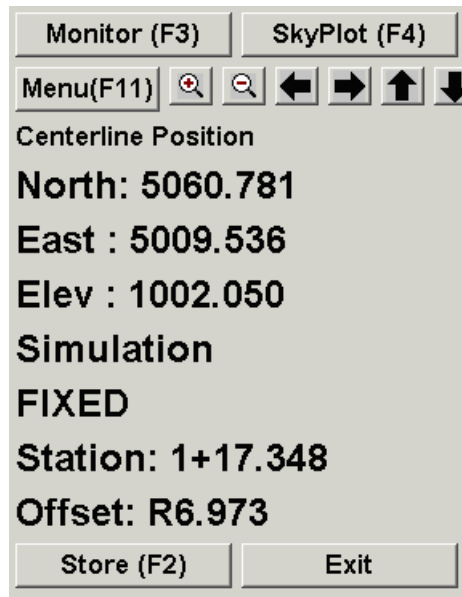 Monitor (F3) SkyPlot (F4)
Menu(F11)
Centerline Position
North: 5060.781
East : 5009.536
Elev : 1002.050
Simulation
FIXED
Station: 1+17.348
Offset: R6.973
Store (F2) Exit